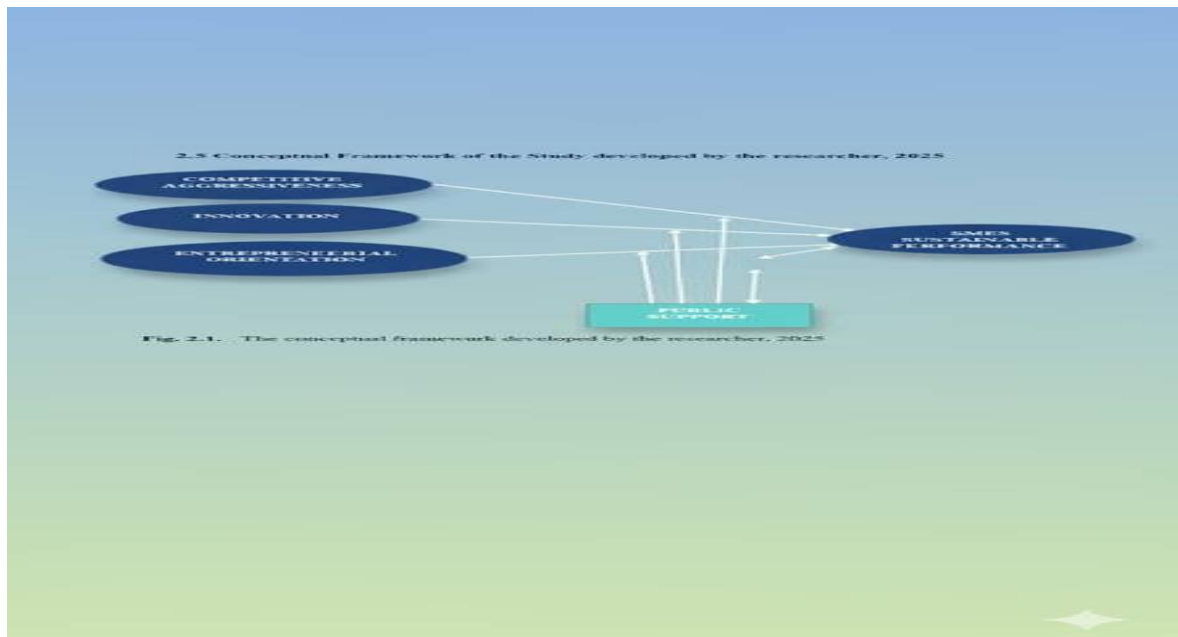 2.5 Conceptual Framework of the Study developed by the researcher, 2025
COMPETITIVE
AGGRESSIVENESS
INNOVATION
ENTREPRENEERIAL
ORIENTATION
SMES
SUSTAINABLE
PERFORMANCE
PUBLIC
SUPPORT
Fig. 2.1. The conceptual framework developed by the researcher, 2025